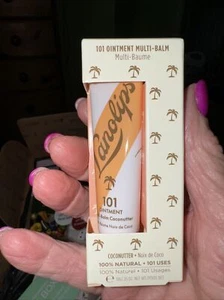 101 OINTMENT MULTI-BALM
Multi-Baume
Lanolips
101
OINTMENT
COCONUTTER • Noix de Coco
100% NATURAL • 101 USES
100% Naturel • 101 Usages